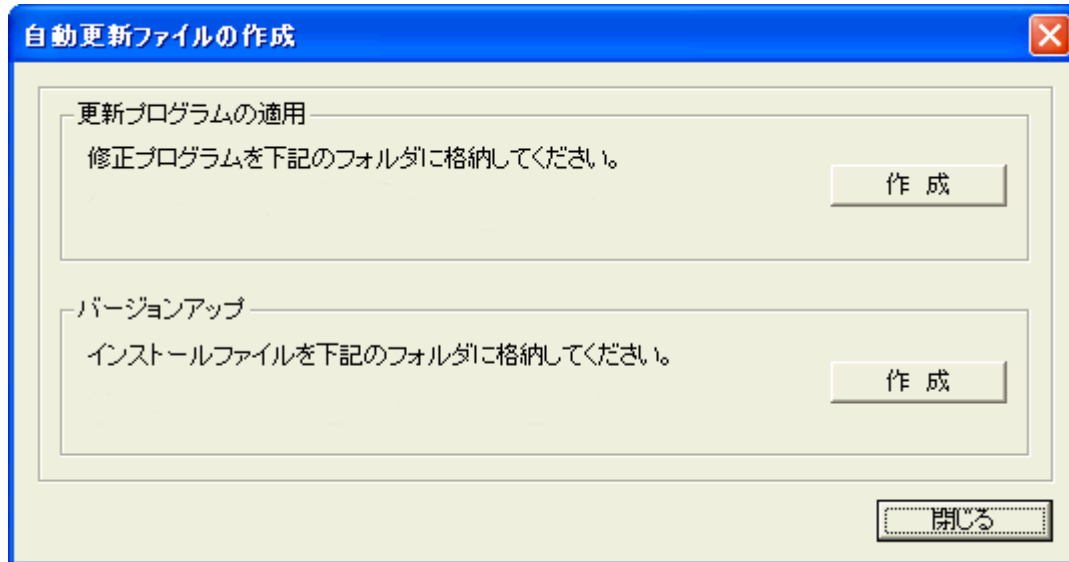 自動更新ファイルの作成
更新プログラムの適用
修正プログラムを下記のフォルダに格納してください。
作 成
バージョンアップ
インストールファイルを下記のフォルダに格納してください。
作 成
閉じる